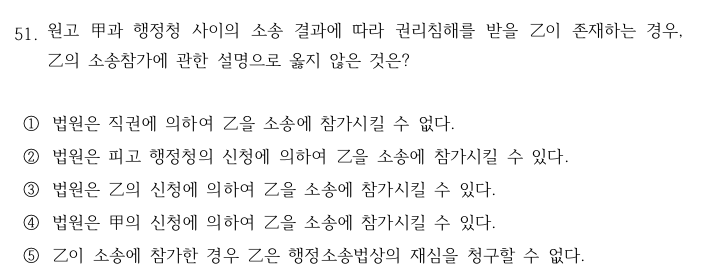 51. 원고 甲과 행정청 사이의 소송 결과에 따라 권리침해를 받을 乙이 존재하는 경우,
乙의 소송참가에 관한 설명으로 옳지 않은 것은?
① 법원은 직권에 의하여 乙을 소송에 참가시킬 수 없다.
② 법원은 피고 행정청의 신청에 의하여 乙을 소송에 참가시킬 수 있다.
③ 법원은 乙의 신청에 의하여 乙을 소송에 참가시킬 수 있다.
④ 법원은 甲의 신청에 의하여 乙을 소송에 참가시킬 수 있다.
⑤ 乙이 소송에 참가한 경우 乙은 행정소송법상의 재심을 청구할 수 없다.